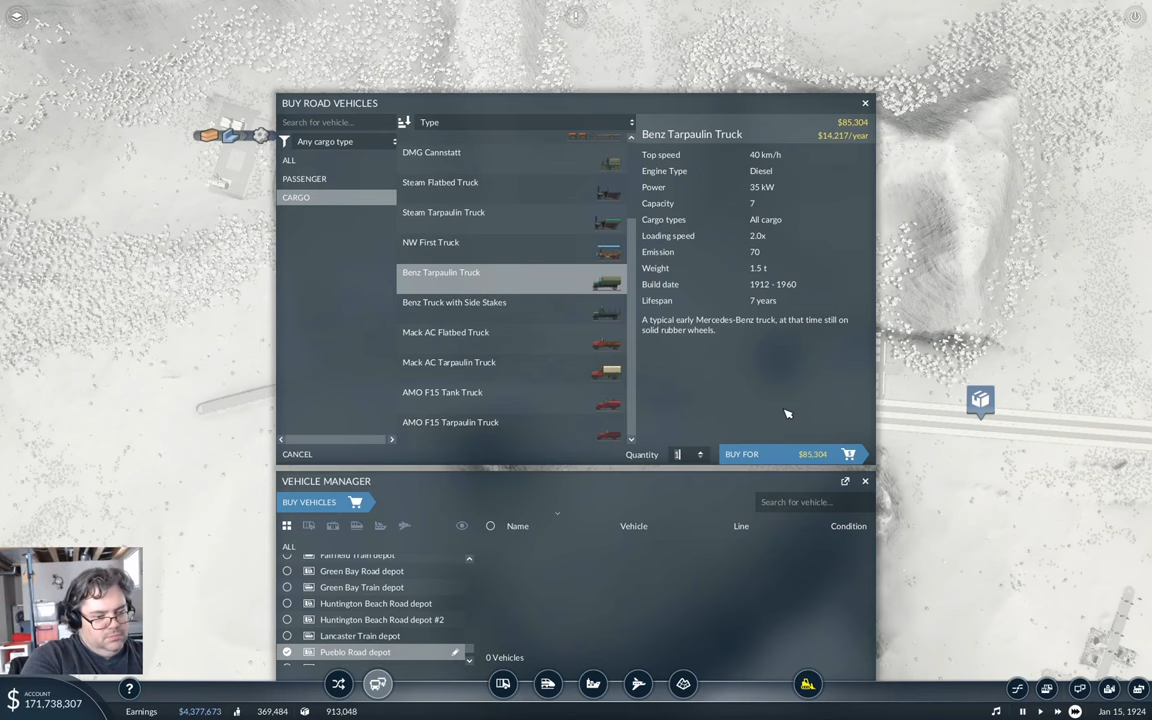 BUY ROAD VEHICLES
Search for vehicle...
Type
Any cargo type
ALL
PASSENGER
CARGO
DMG Cannstatt
Steam Flatbed Truck
Steam Tarpaulin Truck
NW First Truck
Benz Tarpaulin Truck
Benz Truck with Side Stakes
Mack AC Flatbed Truck
Mack AC Tarpaulin Truck
AMO F15 Tank Truck
AMO F15 Tarpaulin Truck
$85,304
Benz Tarpaulin Truck
$14,217/year
Top speed 40 km/h
Engine Type Diesel
Power 35 kW
Capacity 7
Cargo types All cargo
Loading speed 2.0x
Emission 70
Weight 1.5 t
Build date 1912 - 1960
Lifespan 7 years
A typical early Mercedes-Benz truck, at that time still on
solid rubber wheels.
CANCEL
Quantity 1
BUY FOR $85,304
VEHICLE MANAGER
BUY VEHICLES
Search for vehicle...
Name Vehicle Line Condition
ALL
Fairfield Train depot
Green Bay Road depot
Green Bay Train depot
Huntington Beach Road depot
Huntington Beach Road depot #2
Lancaster Train depot
Pueblo Road depot
0 Vehicles
ACCOUNT
$ 171,738,307
?
Earnings $4,377,673 369,484 913,048
Jan 15, 1924